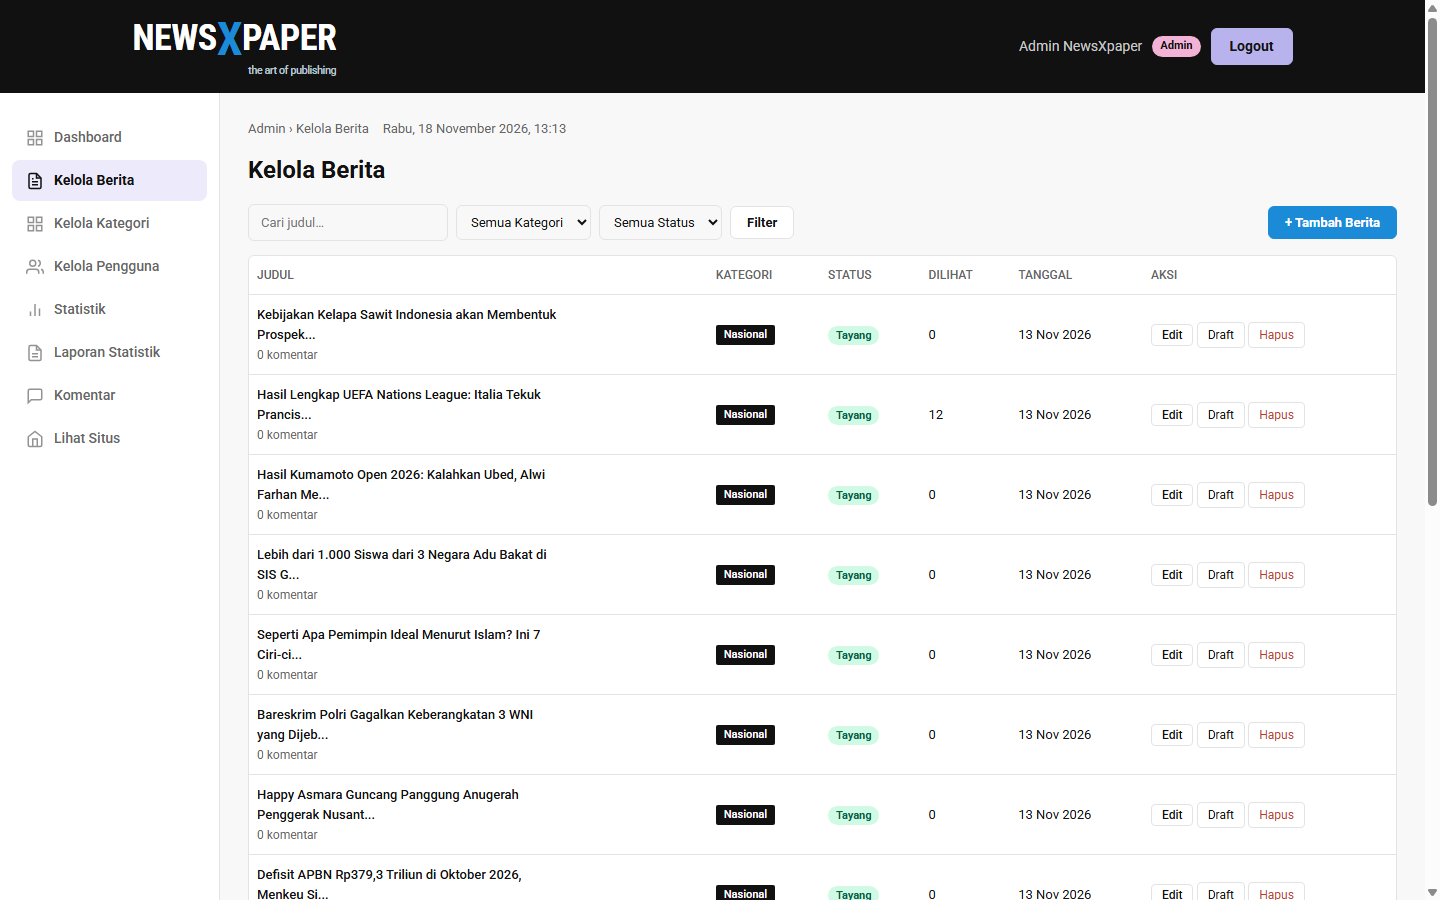 NEWSXPAPER
the art of publishing
Admin NewsXpaper
Admin
Logout
Dashboard
Kelola Berita
Kelola Kategori
Kelola Pengguna
Statistik
Laporan Statistik
Komentar
Lihat Situs
Admin › Kelola Berita Rabu, 18 November 2026, 13:13
Kelola Berita
Cari judul...
Semua Kategori
Semua Status
Filter
+ Tambah Berita
JUDUL KATEGORI STATUS DILIHAT TANGGAL AKSI
Kebijakan Kelapa Sawit Indonesia akan Membentuk
Prospek...
0 komentar
Nasional Tayang 0 13 Nov 2026 Edit Draft Hapus
Hasil Lengkap UEFA Nations League: Italia Tekuk
Prancis...
0 komentar
Nasional Tayang 12 13 Nov 2026 Edit Draft Hapus
Hasil Kumamoto Open 2026: Kalahkan Ubed, Alwi
Farhan Me...
0 komentar
Nasional Tayang 0 13 Nov 2026 Edit Draft Hapus
Lebih dari 1.000 Siswa dari 3 Negara Adu Bakat di
SIS G...
0 komentar
Nasional Tayang 0 13 Nov 2026 Edit Draft Hapus
Seperti Apa Pemimpin Ideal Menurut Islam? Ini 7
Ciri-ci...
0 komentar
Nasional Tayang 0 13 Nov 2026 Edit Draft Hapus
Bareskrim Polri Gagalkan Keberangkatan 3 WNI
yang Dijeb...
0 komentar
Nasional Tayang 0 13 Nov 2026 Edit Draft Hapus
Happy Asmara Guncang Panggung Anugerah
Penggerak Nusant...
0 komentar
Nasional Tayang 0 13 Nov 2026 Edit Draft Hapus
Defisit APBN Rp379,3 Triliun di Oktober 2026,
Menkeu Si...
Nasional Tayang 0 13 Nov 2026 Edit Draft Hapus